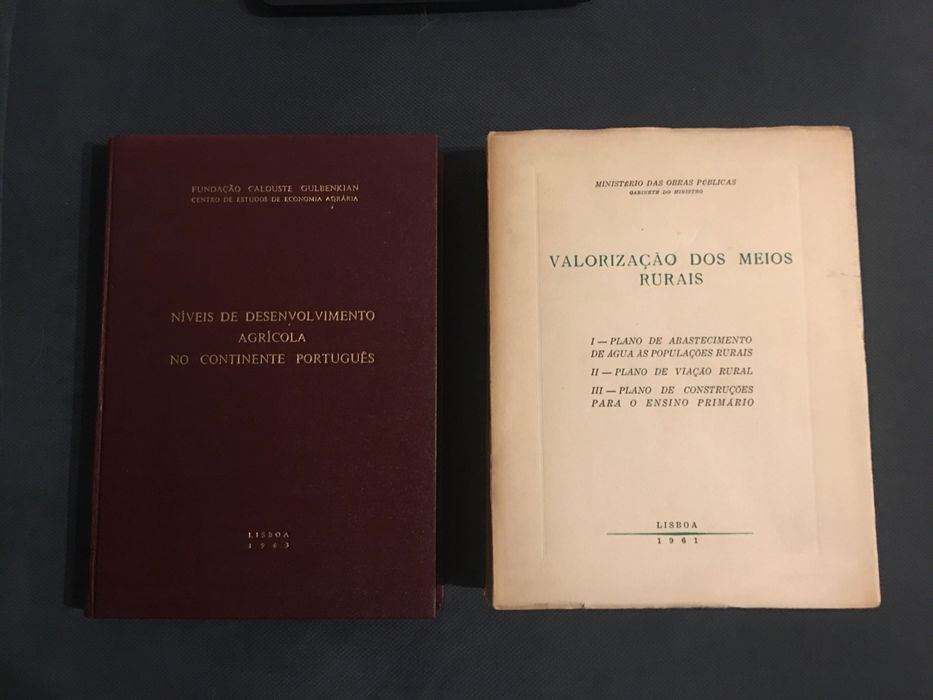 FUNDAÇÃO CALOUSTE GULBENKIAN
CENTRO DE ESTUDOS DE ECONOMIA AGRÁRIA
NÍVEIS DE DESENVOLVIMENTO
AGRÍCOLA
NO CONTINENTE PORTUGUÊS
LISBOA
1963
MINISTÉRIO DAS OBRAS PÚBLICAS
GABINETE DO MINISTRO
VALORIZAÇÃO DOS MEIOS
RURAIS
I — PLANO DE ABASTECIMENTO
DE ÁGUA ÀS POPULAÇÕES RURAIS
II — PLANO DE VIAÇÃO RURAL
III — PLANO DE CONSTRUÇÕES
PARA O ENSINO PRIMÁRIO
LISBOA
1961